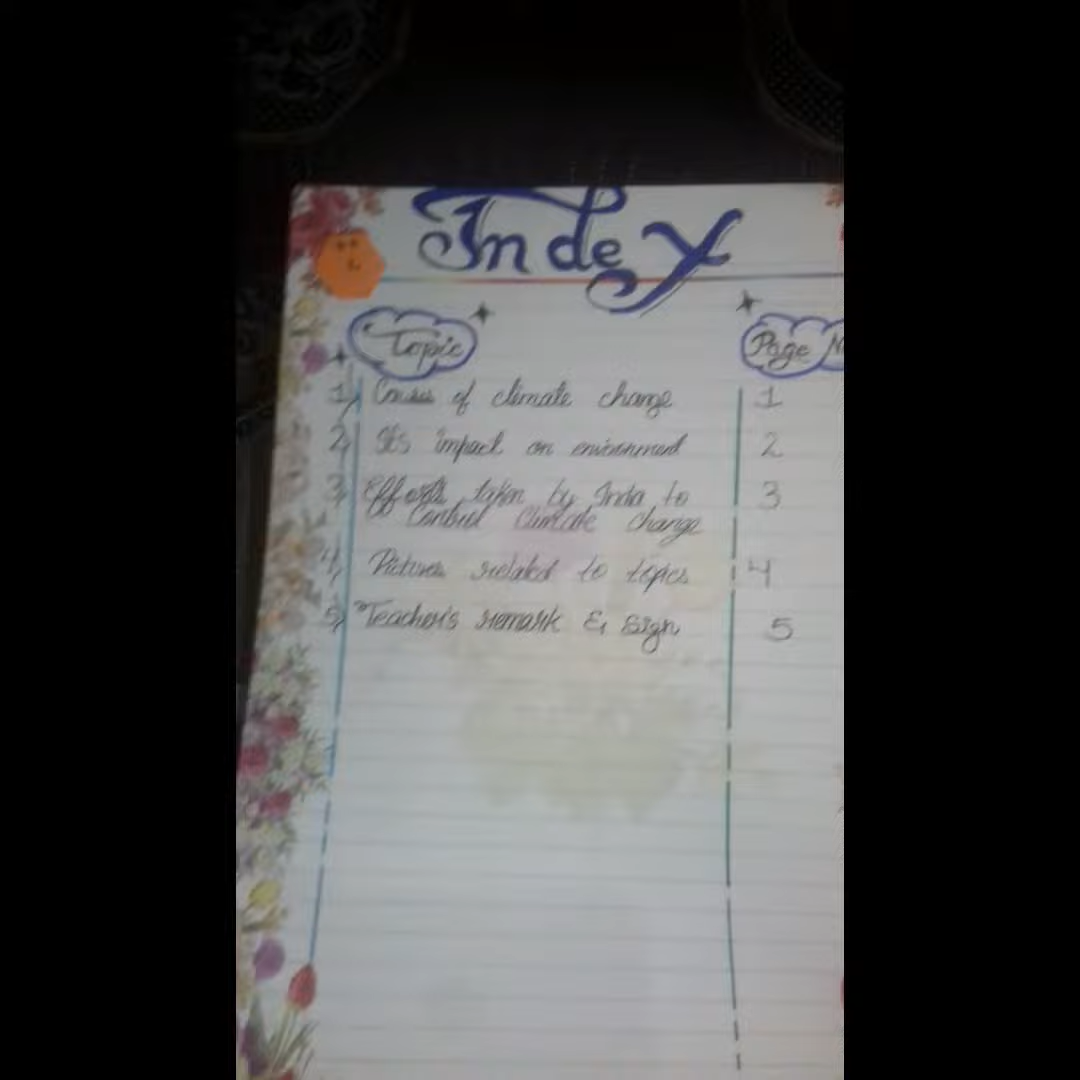 Index
Topic
Page N
1) Causes of climate change 1
2) It's impact on environment 2
3) Efforts taken by India to 3
Control Climate change
4) Pictures related to topics 4
5) Teacher's remark & sign 5